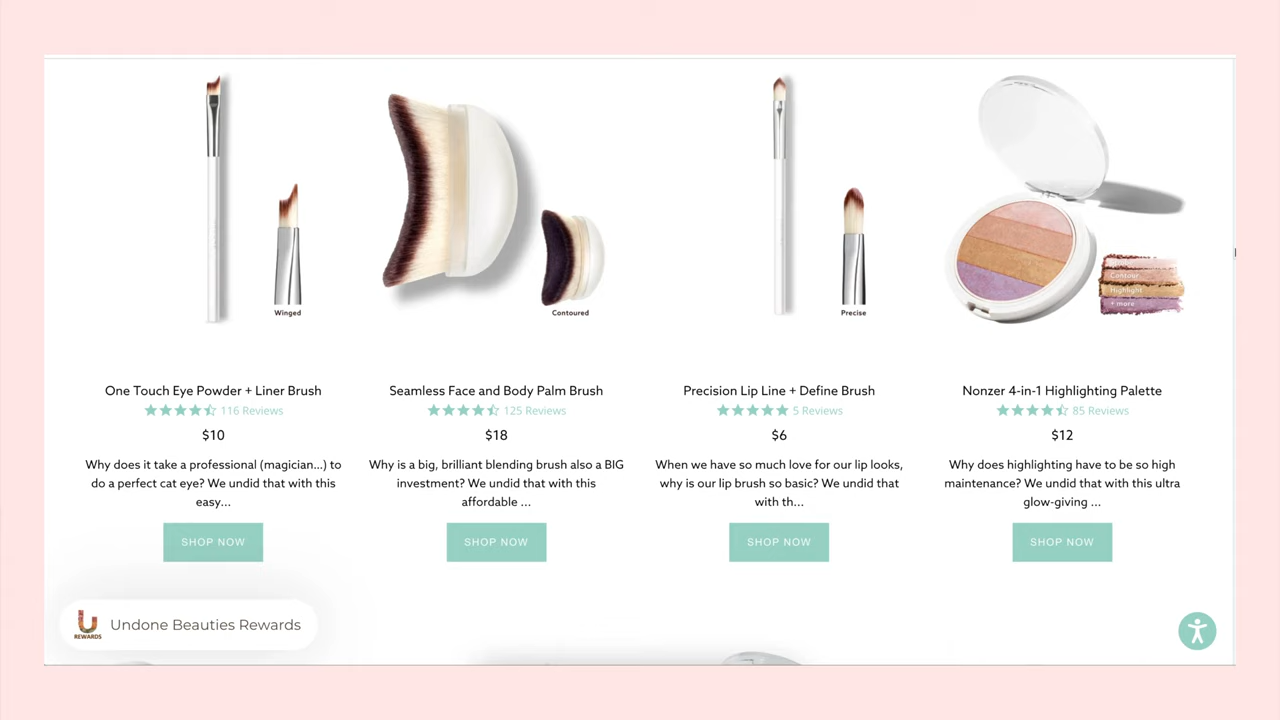 Winged
Contoured
Precise
Contour
Highlight
+ more
One Touch Eye Powder + Liner Brush
116 Reviews
$10
Why does it take a professional (magician...) to
do a perfect cat eye? We undid that with this
easy...
SHOP NOW
Seamless Face and Body Palm Brush
125 Reviews
$18
Why is a big, brilliant blending brush also a BIG
investment? We undid that with this
affordable ...
SHOP NOW
Precision Lip Line + Define Brush
5 Reviews
$6
When we have so much love for our lip looks,
why is our lip brush so basic? We undid that
with th...
SHOP NOW
Nonzer 4-in-1 Highlighting Palette
85 Reviews
$12
Why does highlighting have to be so high
maintenance? We undid that with this ultra
glow-giving ...
SHOP NOW
U
REWARDS
Undone Beauties Rewards